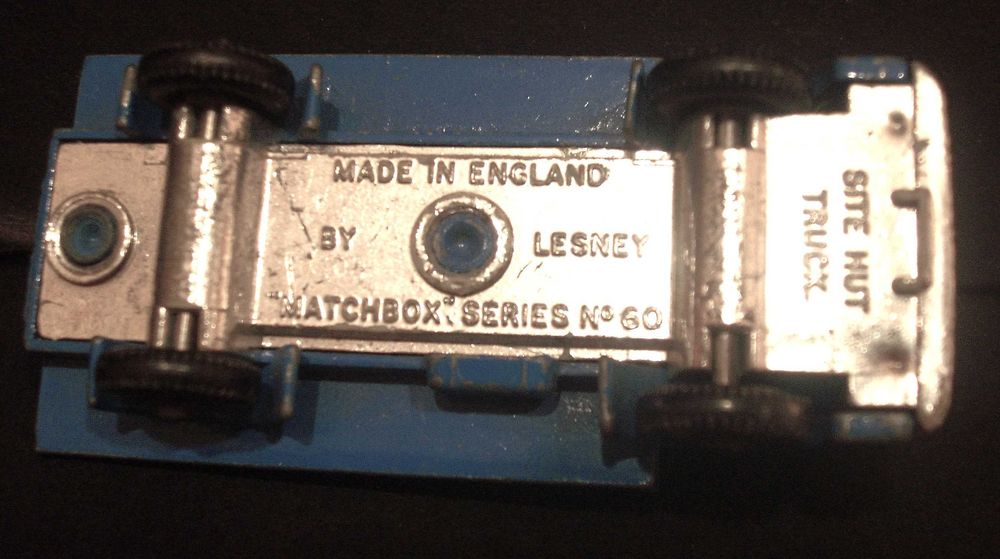 MADE IN ENGLAND
BY LESNEY
"MATCHBOX" SERIES Nº 60
SITE HUT
TRUCK